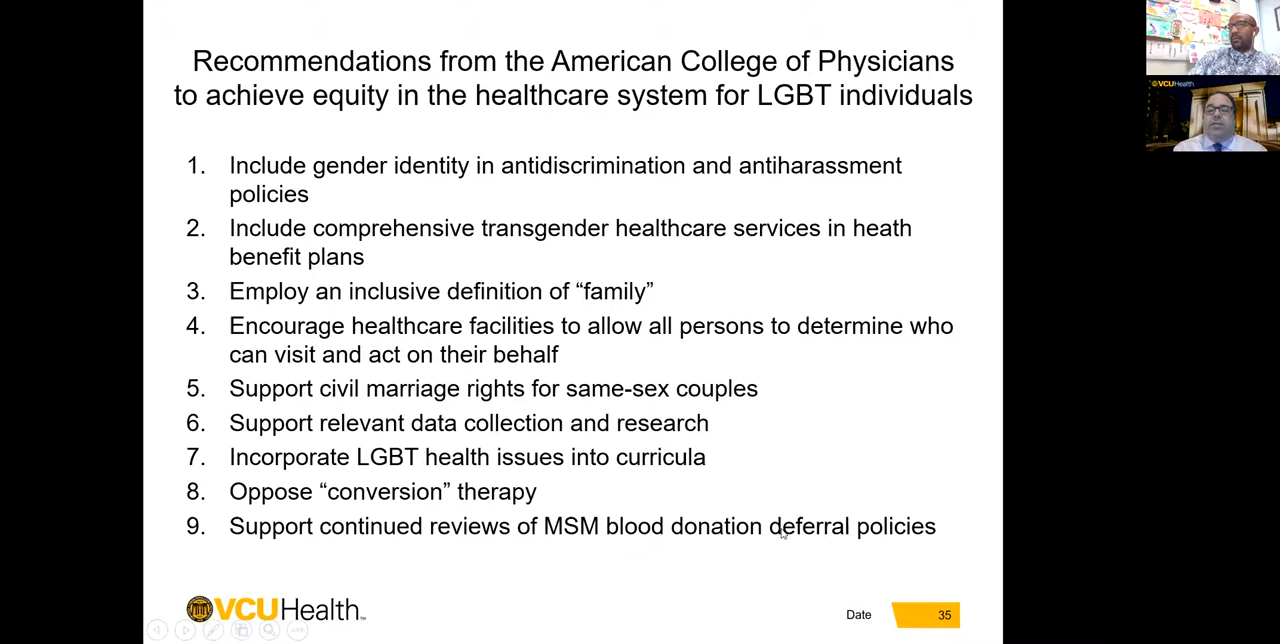 Recommendations from the American College of Physicians
to achieve equity in the healthcare system for LGBT individuals
1. Include gender identity in antidiscrimination and antiharassment
policies
2. Include comprehensive transgender healthcare services in heath
benefit plans
3. Employ an inclusive definition of “family”
4. Encourage healthcare facilities to allow all persons to determine who
can visit and act on their behalf
5. Support civil marriage rights for same-sex couples
6. Support relevant data collection and research
7. Incorporate LGBT health issues into curricula
8. Oppose “conversion” therapy
9. Support continued reviews of MSM blood donation deferral policies
VCUHealth™
Date
35
VCUHealth